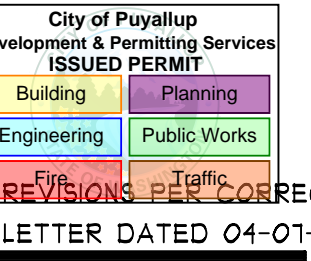 City of Puyallup
velopment & Permitting Services
ISSUED PERMIT
Building Planning
Engineering Public Works
Fire Traffic
REVISIONS PER CORRE
LETTER DATED 04-07-